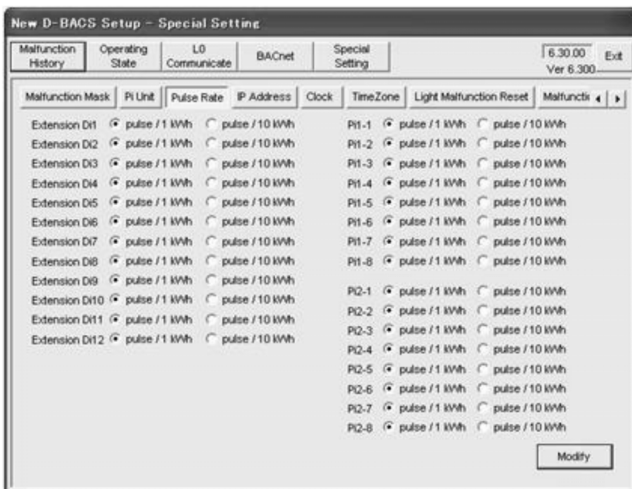 New D-BACS Setup - Special Setting
Malfunction History
Operating State
L0 Communicate
BACnet
Special Setting
6.30.00
Ver 6.300
Exit
Malfunction Mask Pi Unit Pulse Rate IP Address Clock TimeZone Light Malfunction Reset Malfuncti
Extension Di1 pulse / 1 kWh pulse / 10 kWh
Extension Di2 pulse / 1 kWh pulse / 10 kWh
Extension Di3 pulse / 1 kWh pulse / 10 kWh
Extension Di4 pulse / 1 kWh pulse / 10 kWh
Extension Di5 pulse / 1 kWh pulse / 10 kWh
Extension Di6 pulse / 1 kWh pulse / 10 kWh
Extension Di7 pulse / 1 kWh pulse / 10 kWh
Extension Di8 pulse / 1 kWh pulse / 10 kWh
Extension Di9 pulse / 1 kWh pulse / 10 kWh
Extension Di10 pulse / 1 kWh pulse / 10 kWh
Extension Di11 pulse / 1 kWh pulse / 10 kWh
Extension Di12 pulse / 1 kWh pulse / 10 kWh
Pi1-1 pulse / 1 kWh pulse / 10 kWh
Pi1-2 pulse / 1 kWh pulse / 10 kWh
Pi1-3 pulse / 1 kWh pulse / 10 kWh
Pi1-4 pulse / 1 kWh pulse / 10 kWh
Pi1-5 pulse / 1 kWh pulse / 10 kWh
Pi1-6 pulse / 1 kWh pulse / 10 kWh
Pi1-7 pulse / 1 kWh pulse / 10 kWh
Pi1-8 pulse / 1 kWh pulse / 10 kWh
Pi2-1 pulse / 1 kWh pulse / 10 kWh
Pi2-2 pulse / 1 kWh pulse / 10 kWh
Pi2-3 pulse / 1 kWh pulse / 10 kWh
Pi2-4 pulse / 1 kWh pulse / 10 kWh
Pi2-5 pulse / 1 kWh pulse / 10 kWh
Pi2-6 pulse / 1 kWh pulse / 10 kWh
Pi2-7 pulse / 1 kWh pulse / 10 kWh
Pi2-8 pulse / 1 kWh pulse / 10 kWh
Modify